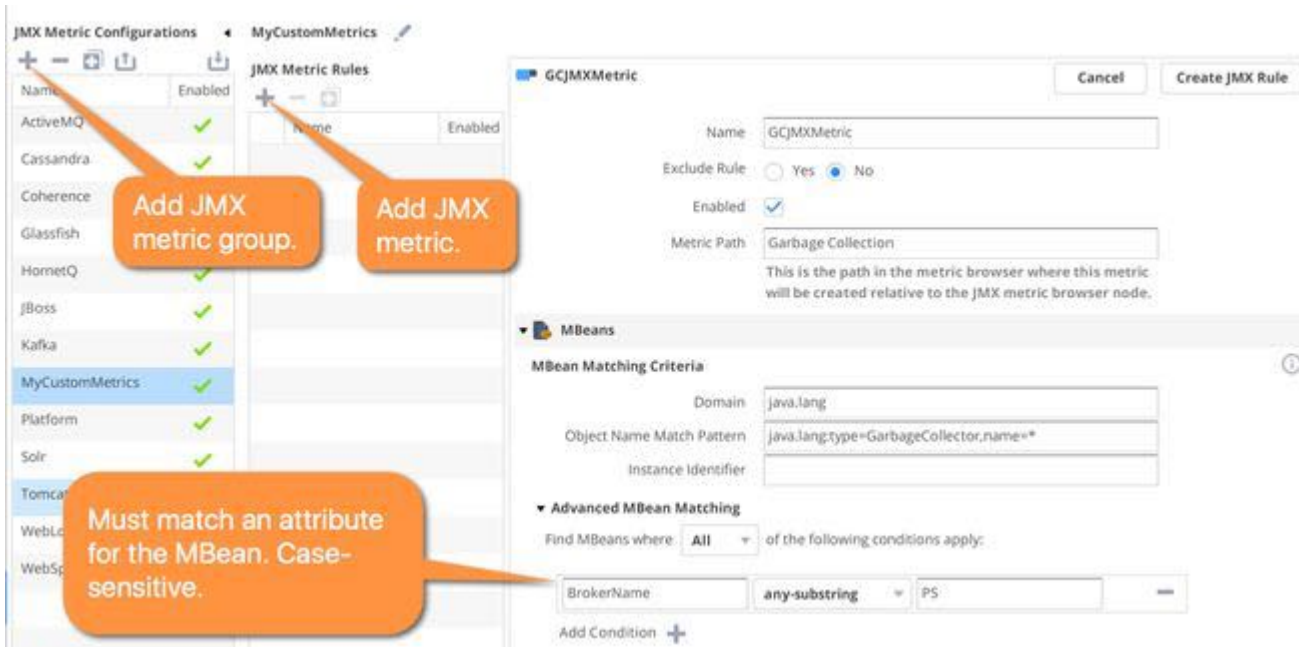 JMX Metric Configurations
Name
Enabled
ActiveMQ
Cassandra
Coherence
Glassfish
HornetQ
JBoss
Kafka
MyCustomMetrics
Platform
Solr
Tomca
WebLo
WebSp
MyCustomMetrics
JMX Metric Rules
Name
Enabled
Add JMX
metric group.
Add JMX
metric.
Must match an attribute
for the MBean. Case-
sensitive.
GCJMXMetric
Cancel
Create JMX Rule
Name GCJMXMetric
Exclude Rule Yes No
Enabled
Metric Path Garbage Collection
This is the path in the metric browser where this metric
will be created relative to the JMX metric browser node.
MBeans
MBean Matching Criteria
Domain java.lang
Object Name Match Pattern java.lang:type=GarbageCollector,name=*
Instance Identifier
Advanced MBean Matching
Find MBeans where All of the following conditions apply:
BrokerName any-substring PS
Add Condition